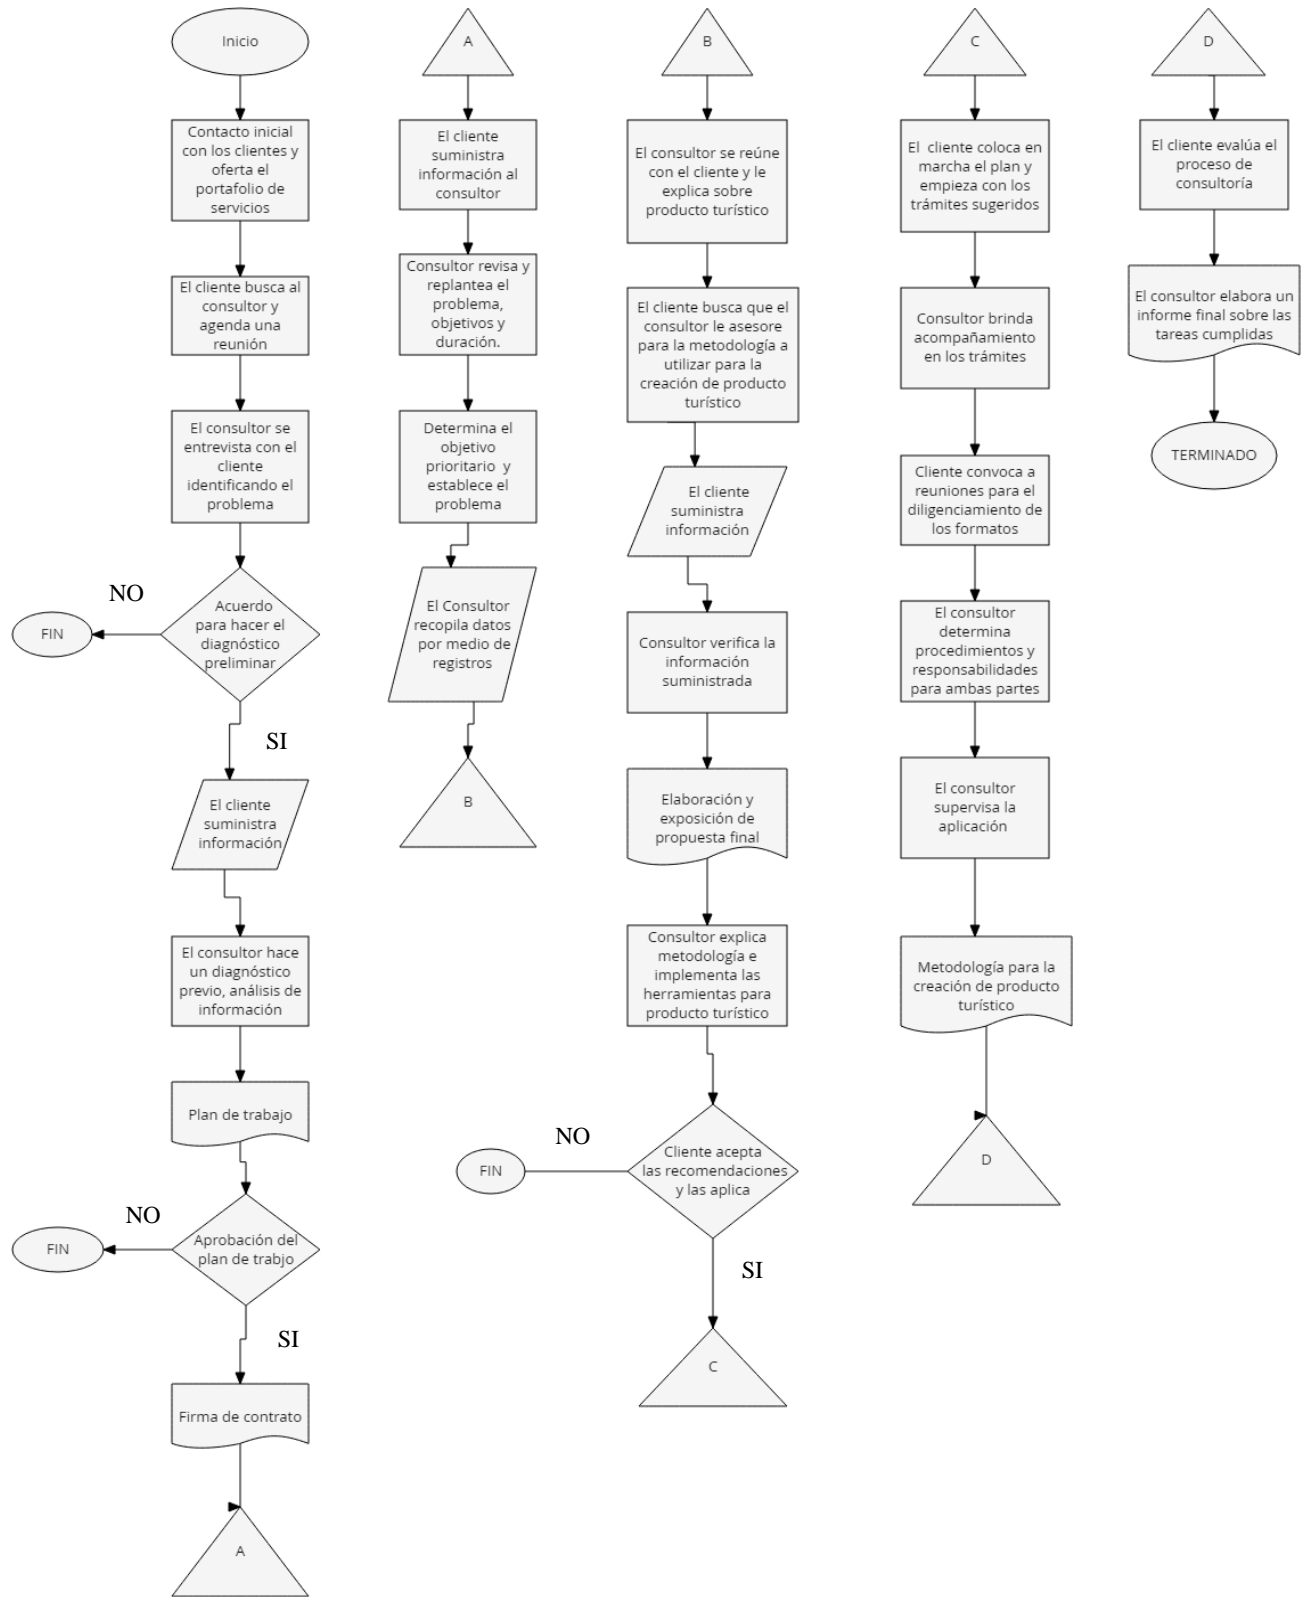 Inicio
Contacto inicial
con los clientes y
oferta el
portafolio de
servicios
El cliente busca al
consultor y
agenda una
reunión
El consultor se
entrevista con el
cliente
identificando el
problema
Acuerdo
para hacer el
diagnóstico
preliminar
NO
FIN
SI
El cliente
suministra
información
El consultor hace
un diagnóstico
previo, análisis de
información
Plan de trabajo
Aprobación del
plan de trabjo
NO
FIN
SI
Firma de contrato
A
A
El cliente
suministra
información al
consultor
Consultor revisa y
replantea el
problema,
objetivos y
duración.
Determina el
objetivo
prioritario y
establece el
problema
El Consultor
recopila datos
por medio de
registros
B
B
El consultor se reúne
con el cliente y le
explica sobre
producto turístico
El cliente busca que el
consultor le asesore
para la metodología a
utilizar para la
creación de producto
turístico
El cliente
suministra
información
Consultor verifica la
información
suministrada
Elaboración y
exposición de
propuesta final
Consultor explica
metodología e
implementa las
herramientas para
producto turístico
Cliente acepta
las recomendaciones
y las aplica
NO
FIN
SI
C
C
El cliente coloca en
marcha el plan y
empieza con los
trámites sugeridos
Consultor brinda
acompañamiento
en los trámites
Cliente convoca a
reuniones para el
diligenciamiento de
los formatos
El consultor
determina
procedimientos y
responsabilidades
para ambas partes
El consultor
supervisa la
aplicación
Metodología para la
creación de producto
turístico
D
D
El cliente evalúa el
proceso de
consultoría
El consultor elabora un
informe final sobre las
tareas cumplidas
TERMINADO